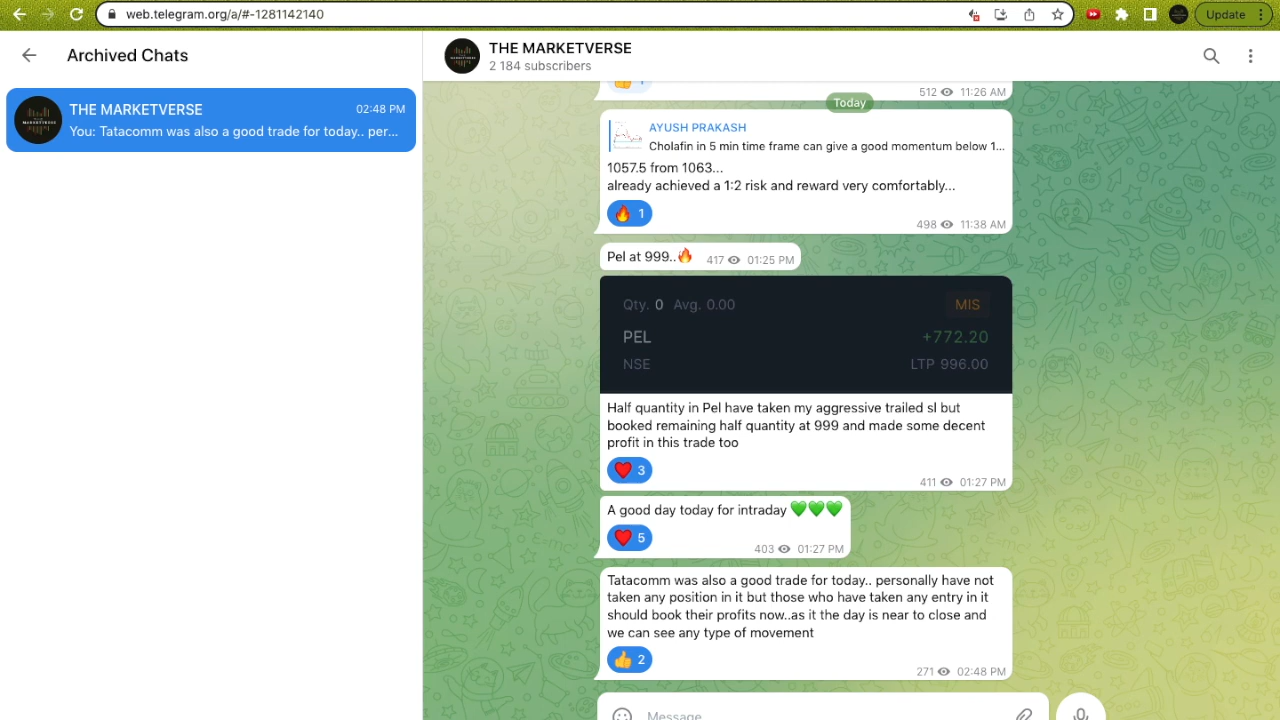 web.telegram.org/a/#-1281142140
Update
Archived Chats
THE MARKETVERSE
02:48 PM
You: Tatacomm was also a good trade for today.. per...
THE MARKETVERSE
2 184 subscribers
1
512 11:26 AM
Today
AYUSH PRAKASH
Cholafin in 5 min time frame can give a good momentum below 1...
1057.5 from 1063...
already achieved a 1:2 risk and reward very comfortably...
🔥 1
498 11:38 AM
Pel at 999..🔥 417 01:25 PM
Qty. 0 Avg. 0.00 MIS
PEL +772.20
NSE LTP 996.00
Half quantity in Pel have taken my aggressive trailed sl but
booked remaining half quantity at 999 and made some decent
profit in this trade too
❤️ 3
411 01:27 PM
A good day today for intraday 💚💚💚
❤️ 5
403 01:27 PM
Tatacomm was also a good trade for today.. personally have not
taken any position in it but those who have taken any entry in it
should book their profits now..as it the day is near to close and
we can see any type of movement
👍 2
271 02:48 PM
Message